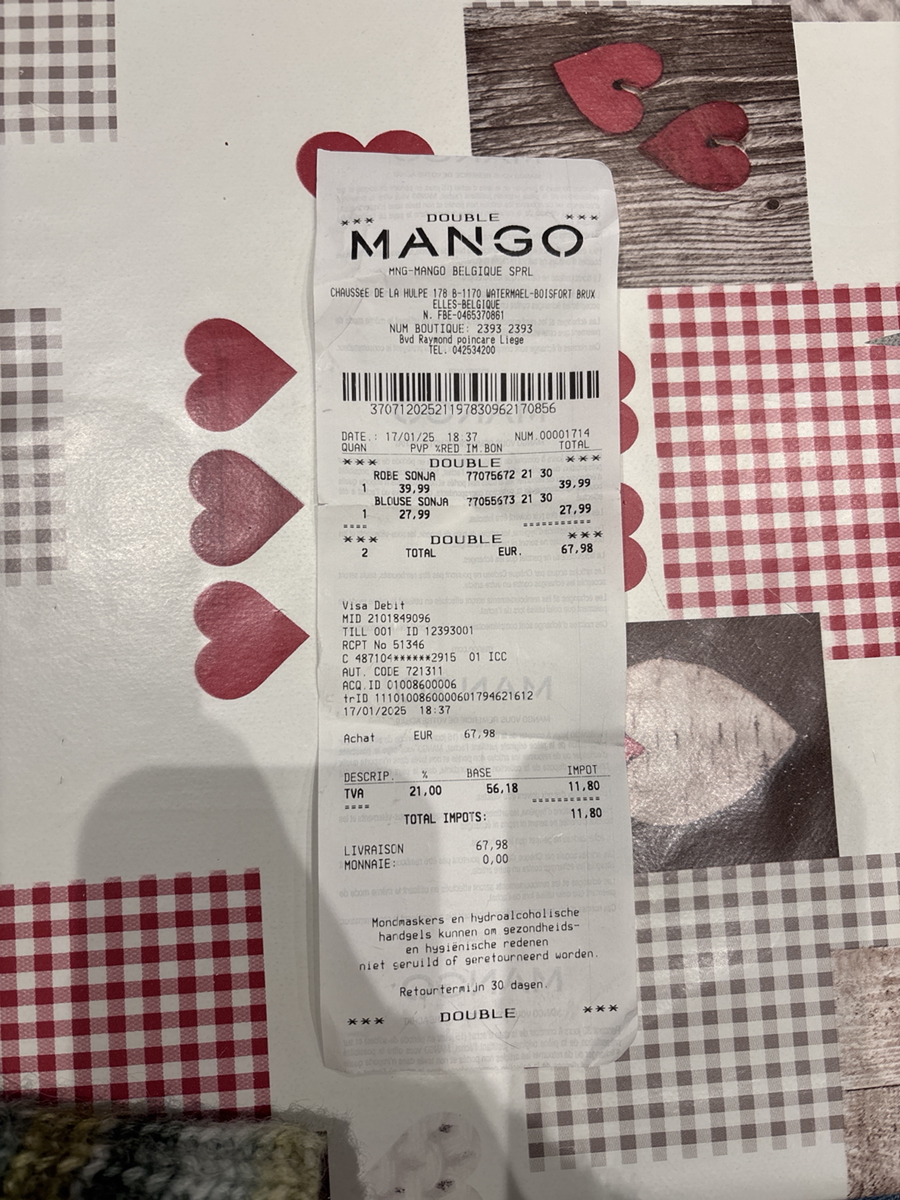 DOUBLE
*** ***
MANGO
MNG-MANGO BELGIQUE SPRL
CHAUSSéE DE LA HULPE 178 B-1170 WATERMAEL-BOISFORT BRUX
ELLES-BELGIQUE
N. FBE-0465370861
NUM BOUTIQUE: 2393 2393
Bvd Raymond poincare Liege
TEL. 042534200
37071202521197830962170856
DATE.: 17/01/25 18 37 NUM.00001714
QUAN PVP %RED IM.BON TOTAL
*** DOUBLE ***
ROBE SONJA 77075672 21 30
1 39,99 39,99
BLOUSE SONJA 77055673 21 30
1 27,99 27,99
==== ===========
*** DOUBLE ***
2 TOTAL EUR. 67,98
Visa Debit
MID 2101849096
TILL 001 ID 12393001
RCPT No 51346
C 487104******2915 01 ICC
AUT. CODE 721311
ACQ.ID 01008600006
trID 111010086000601794621612
17/01/2025 18:37
Achat EUR 67,98
DESCRIP. % BASE IMPOT
TVA 21,00 56,18 11,80
==== ===========
TOTAL IMPOTS: 11,80
LIVRAISON 67,98
MONNAIE: 0,00
Mondmaskers en hydroalcoholische
handgels kunnen om gezondheids-
en hygiënische redenen
niet geruild of geretourneerd worden.
Retourtermijn 30 dagen.
*** DOUBLE ***